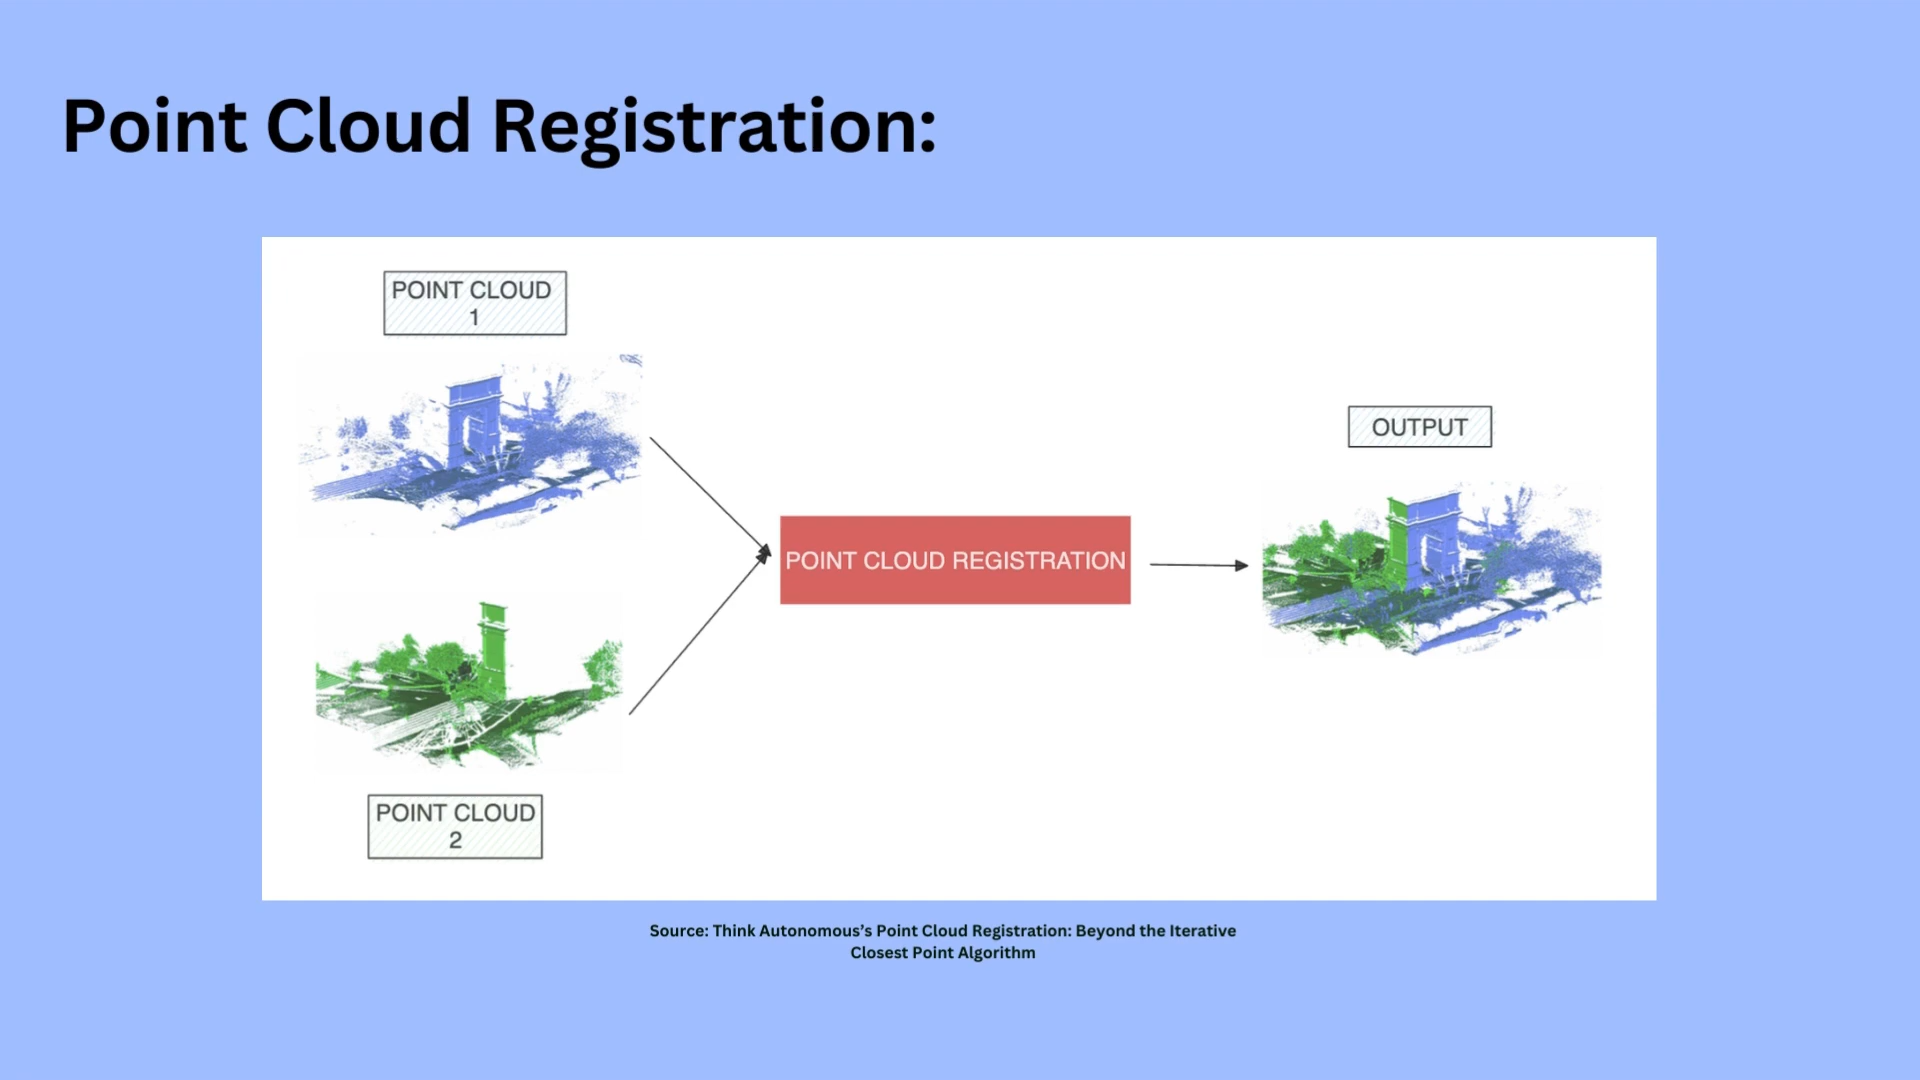 Point Cloud Registration:
POINT CLOUD
1
POINT CLOUD REGISTRATION
OUTPUT
POINT CLOUD
2
Source: Think Autonomous’s Point Cloud Registration: Beyond the Iterative
Closest Point Algorithm